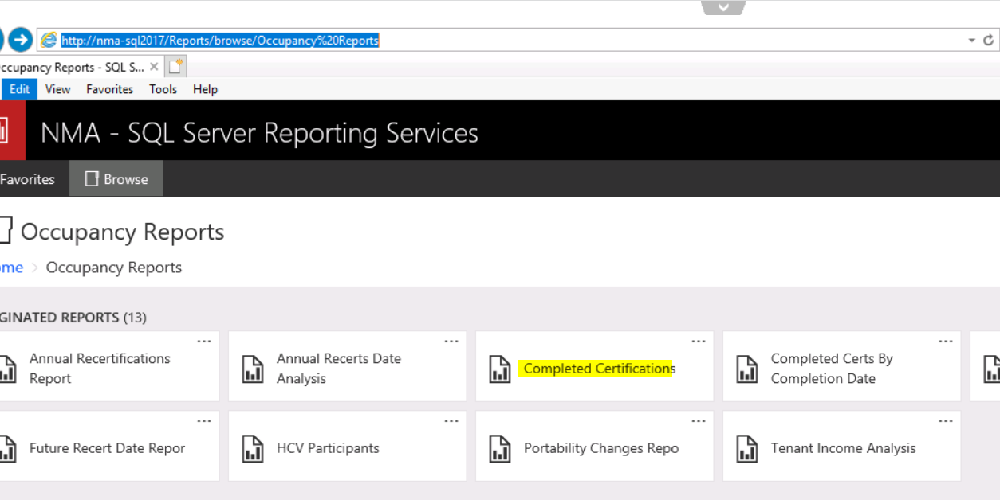 http://nma-sql2017/Reports/browse/Occupancy%20Reports
ccupancy Reports - SQL S...
Edit View Favorites Tools Help
NMA - SQL Server Reporting Services
Favorites Browse
Occupancy Reports
me > Occupancy Reports
GINATED REPORTS (13)
Annual Recertifications
Report
Annual Recerts Date
Analysis
Completed Certifications
Completed Certs By
Completion Date
Future Recert Date Repor
HCV Participants
Portability Changes Repo
Tenant Income Analysis